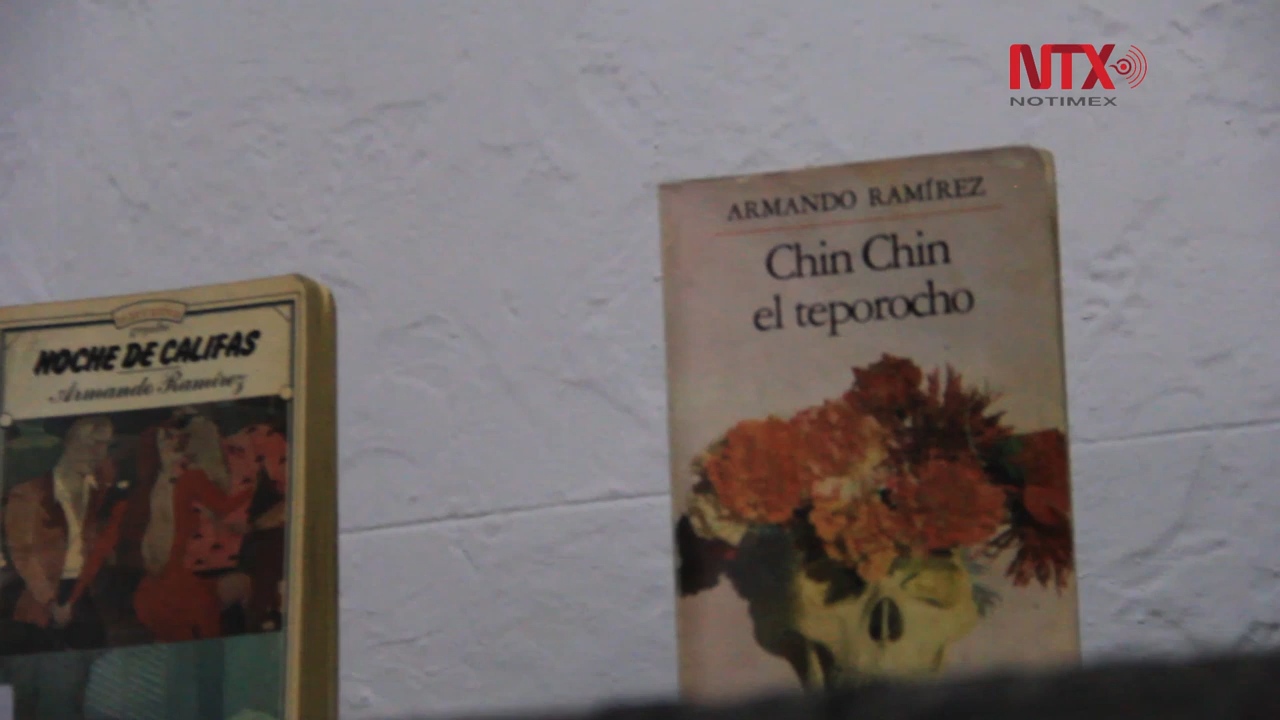 NTX
NOTIMEX
ARMANDO RAMÍREZ
Chin Chin
el teporocho
NOCHE DE CALIFAS
Armando Ramírez